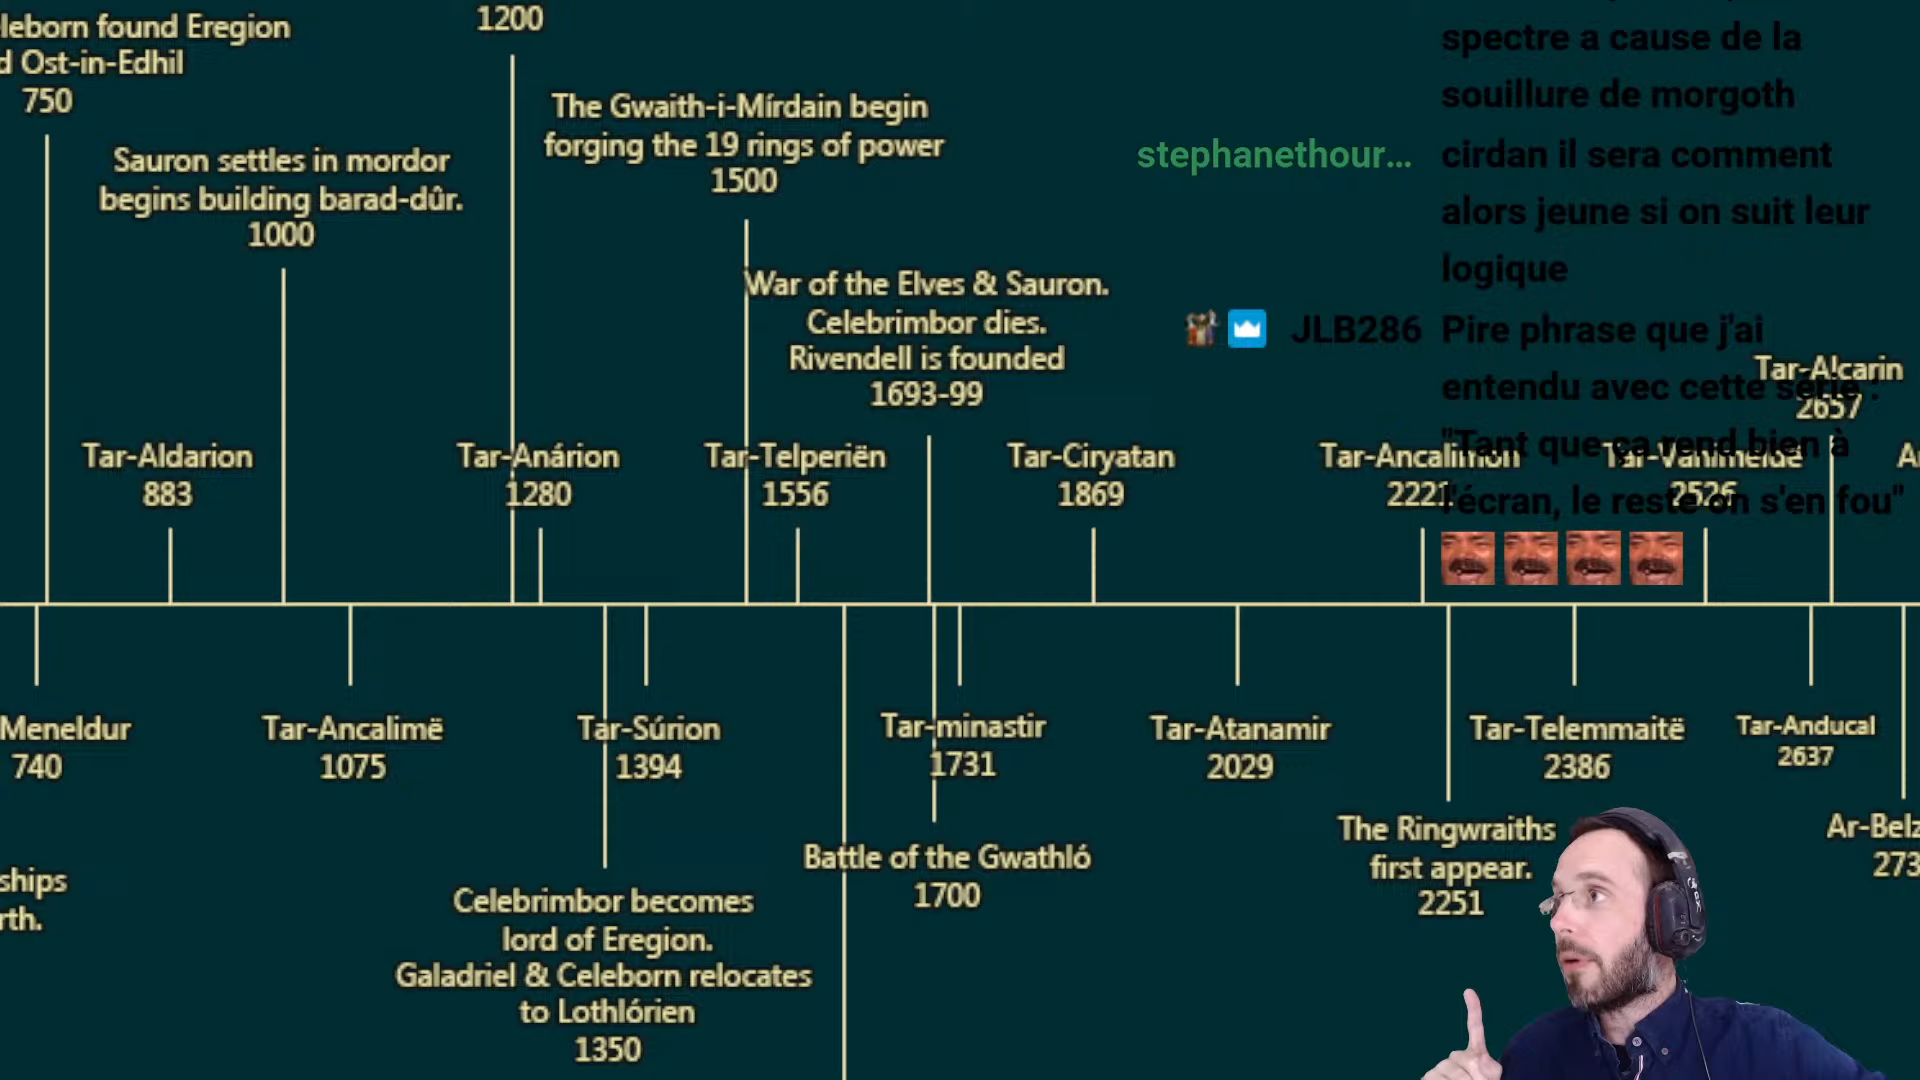 eleborn found Eregion
d Ost-in-Edhil
750
1200
Sauron settles in mordor
begins building barad-dûr.
1000
The Gwaith-i-Mírdain begin
forging the 19 rings of power
1500
War of the Elves & Sauron.
Celebrimbor dies.
Rivendell is founded
1693-99
spectre a cause de la
souillure de morgoth
stephanethour... cirdan il sera comment
alors jeune si on suit leur
logique
JLB286 Pire phrase que j'ai
entendu avec cette série :
"Tant que ça rend bien à
l'écran, le reste on s'en fou"
Tar-Alcarin
2657
Tar-Aldarion
883
Tar-Anárion
1280
Tar-Telperiën
1556
Tar-Ciryatan
1869
Tar-Ancalimon
2221
Tar-Vanimeldë
2526
Meneldur
740
Tar-Ancalimë
1075
Tar-Súrion
1394
Tar-minastir
1731
Tar-Atanamir
2029
Tar-Telemmaitë
2386
Tar-Anducal
2637
ships
rth.
Celebrimbor becomes
lord of Eregion.
Galadriel & Celeborn relocates
to Lothlórien
1350
Battle of the Gwathló
1700
The Ringwraiths
first appear.
2251
Ar-Belz
273